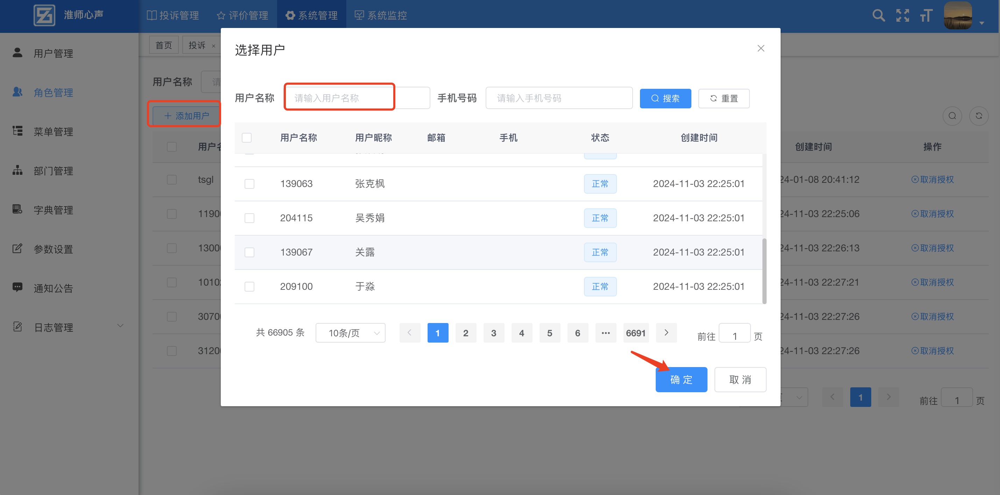 淮师心声
投诉管理 评价管理 系统管理 系统监控
用户管理
角色管理
菜单管理
部门管理
字典管理
参数设置
通知公告
日志管理
首页 投诉 ×
用户名称 请
+ 添加用户
用户名
tsgl
1190
1300
1010
3070
3120
选择用户
用户名称 请输入用户名称 手机号码 请输入手机号码 搜索 重置
用户名称 用户昵称 邮箱 手机 状态 创建时间
139063 张克枫 正常 2024-11-03 22:25:01
204115 吴秀娟 正常 2024-11-03 22:25:01
139067 关露 正常 2024-11-03 22:25:01
209100 于淼 正常 2024-11-03 22:25:01
共 66905 条 10条/页 1 2 3 4 5 6 ··· 6691 前往 1 页
确 定 取 消
创建时间 操作
24-01-08 20:41:12 取消授权
24-11-03 22:25:06 取消授权
24-11-03 22:26:13 取消授权
24-11-03 22:27:21 取消授权
24-11-03 22:27:26 取消授权
24-11-03 22:27:26 取消授权
1 前往 1 页